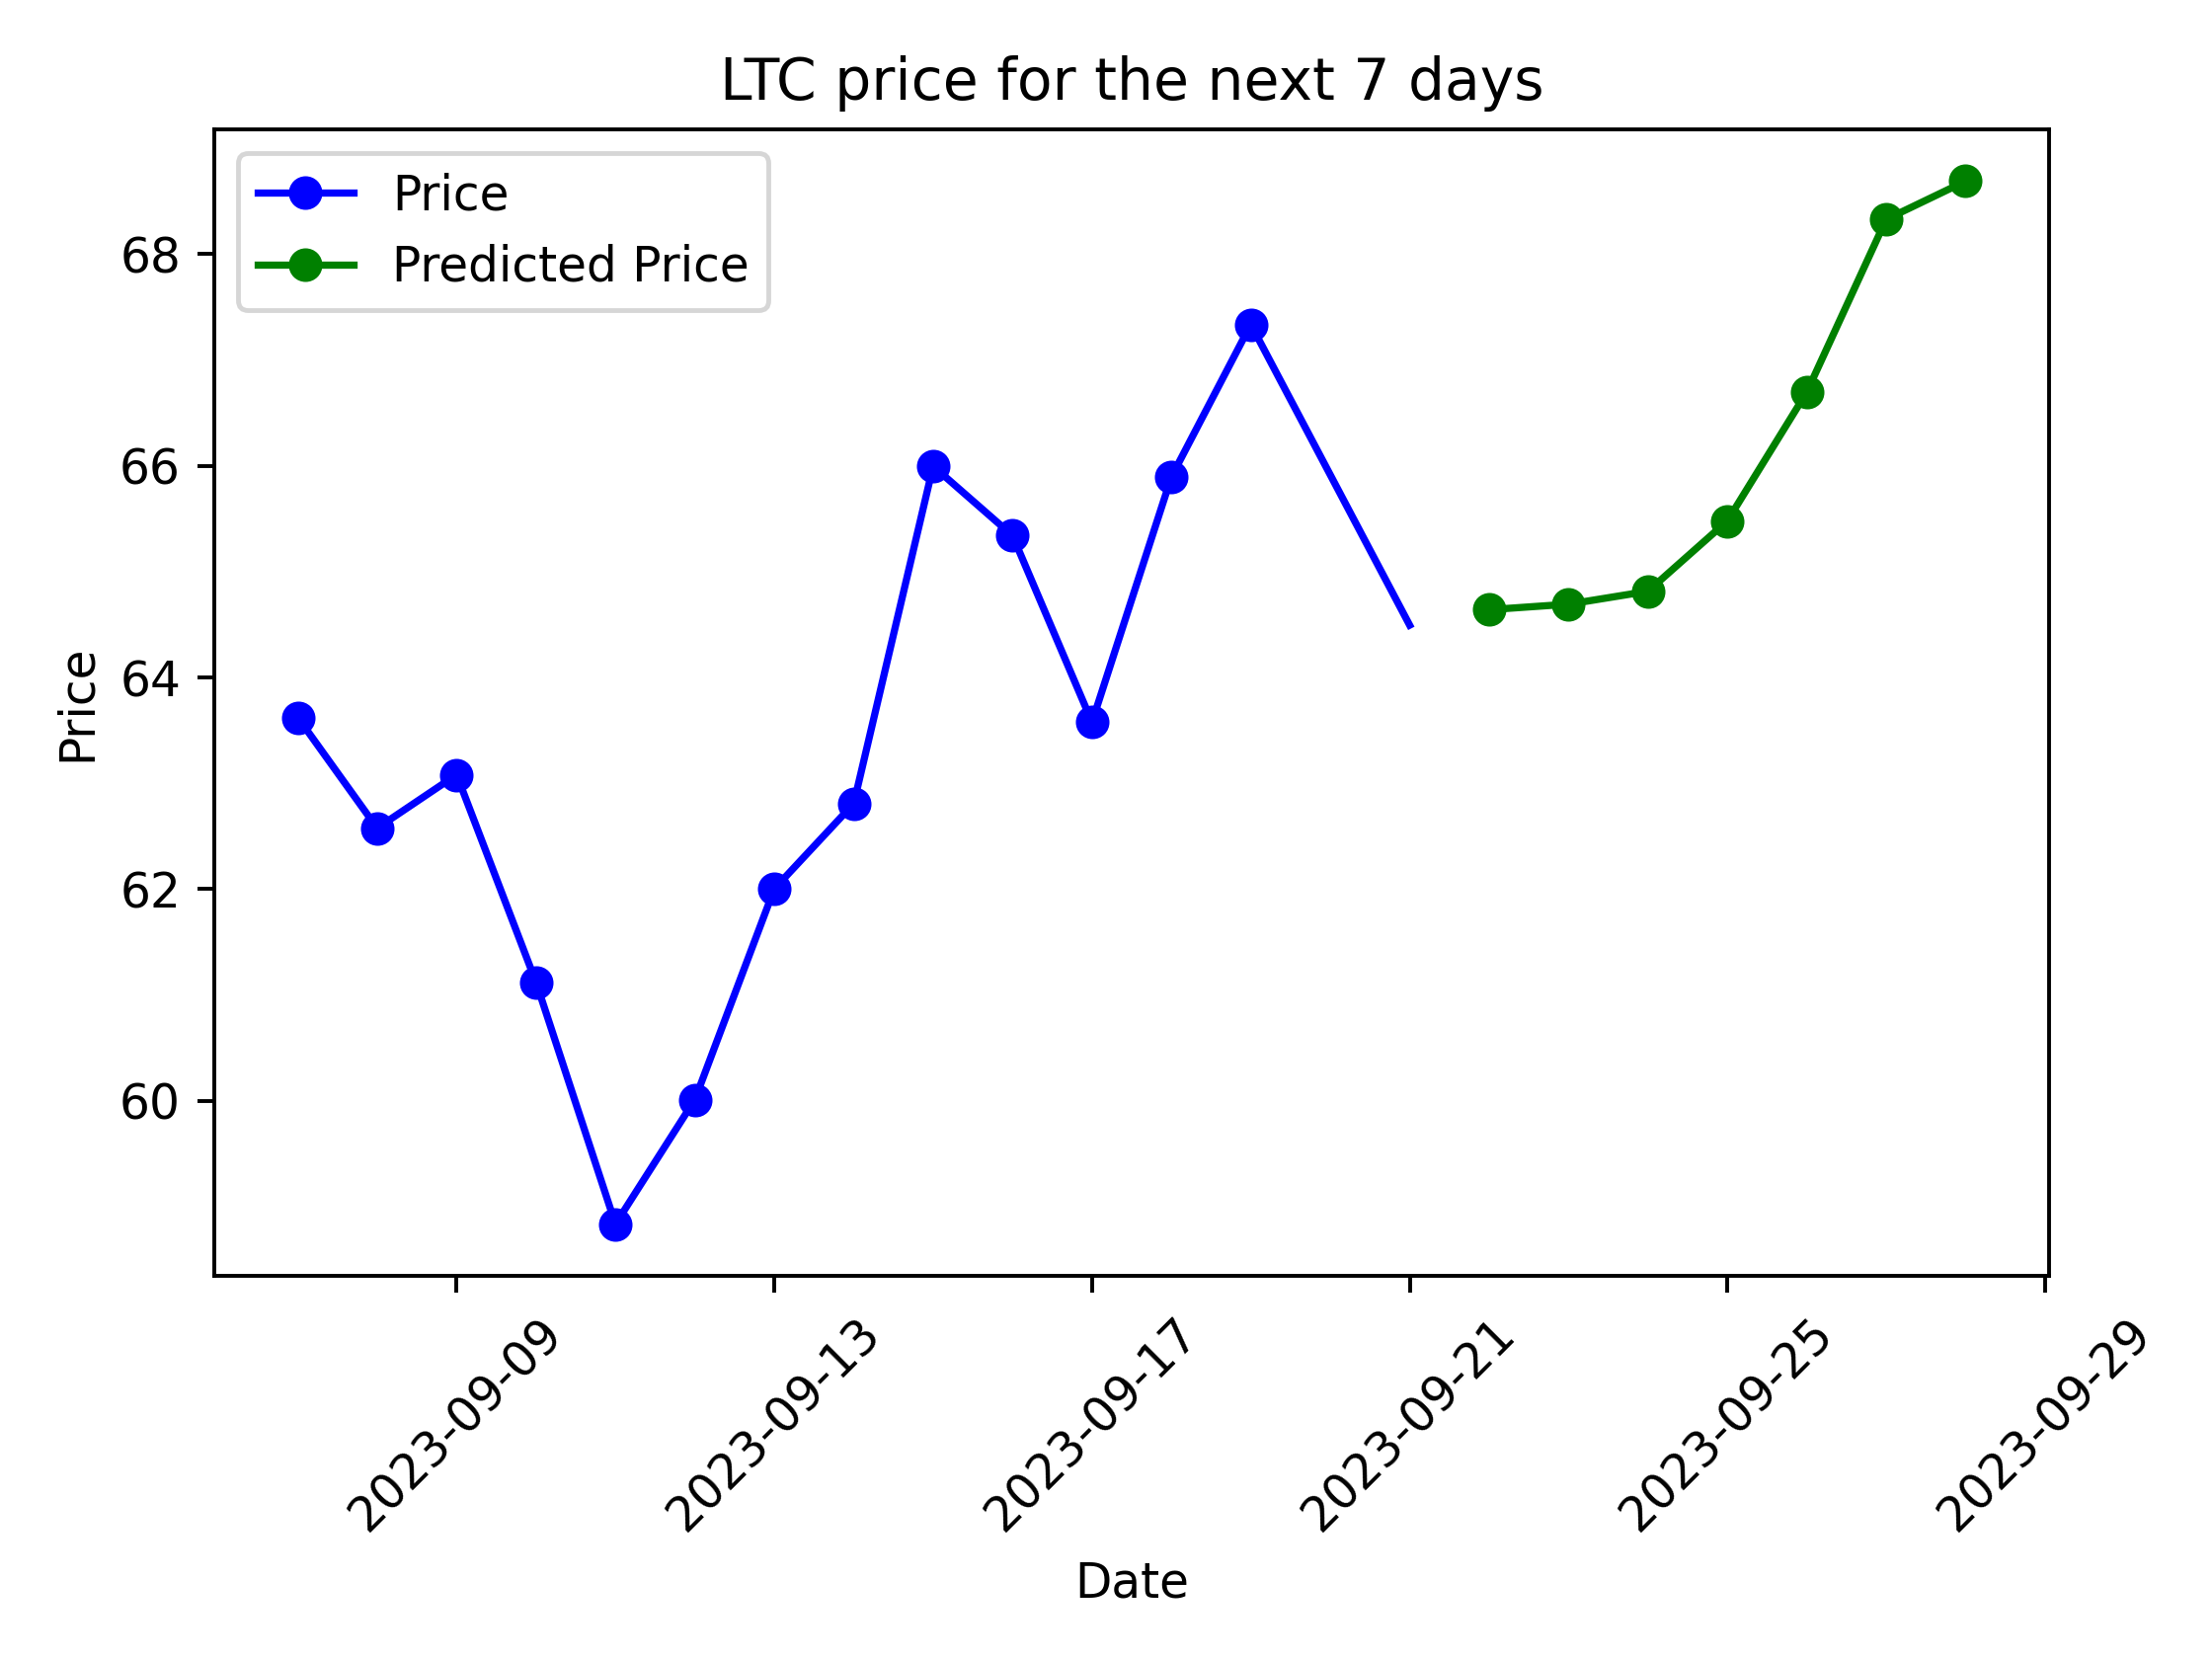 LTC price for the next 7 days
Price
Predicted Price
68
66
64
62
60
Price
2023-09-09
2023-09-13
2023-09-17
2023-09-21
2023-09-25
2023-09-29
Date